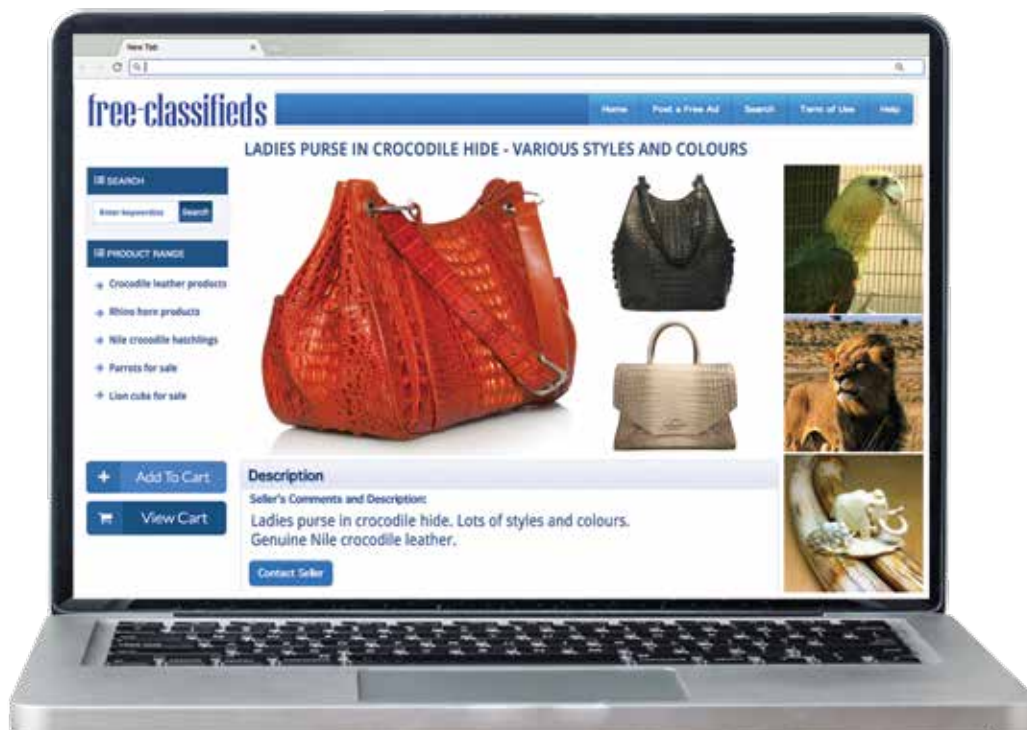 New Tab
free-classifieds
Home Post a Free Ad Search Term of Use Help
LADIES PURSE IN CROCODILE HIDE - VARIOUS STYLES AND COLOURS
SEARCH
Enter keyword(s) Search
PRODUCT RANGE
Crocodile leather products
Rhino horn products
Nile crocodile hatchlings
Parrots for sale
Lion cubs for sale
+ Add To Cart
View Cart
Description
Seller's Comments and Description:
Ladies purse in crocodile hide. Lots of styles and colours.
Genuine Nile crocodile leather.
Contact Seller